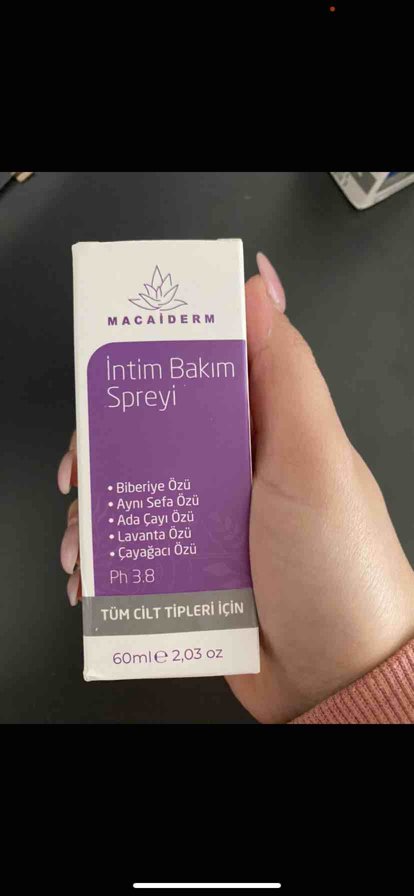 MACAİDERM
İntim Bakım
Spreyi
• Biberiye Özü
• Aynı Sefa Özü
• Ada Çayı Özü
• Lavanta Özü
• Çayağacı Özü
Ph 3.8
TÜM CİLT TİPLERİ İÇİN
60ml℮ 2,03 oz